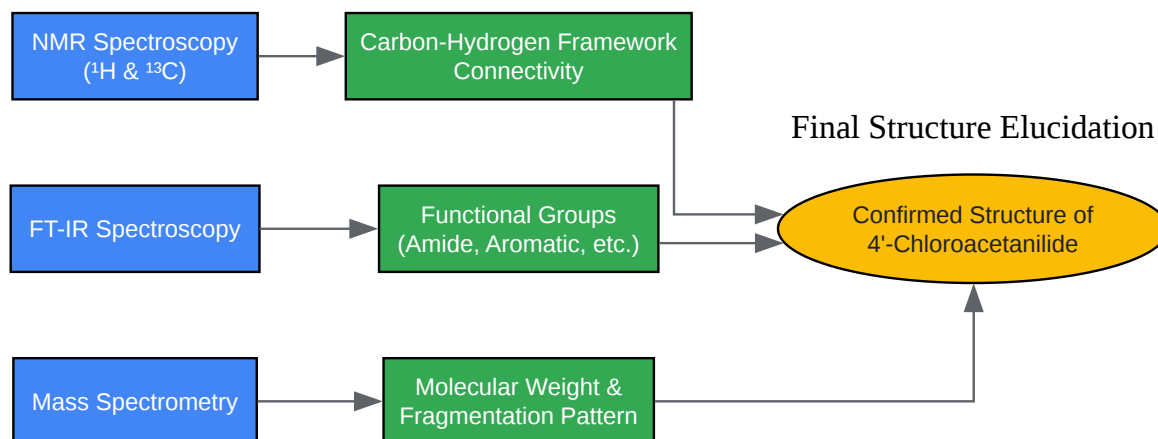 NMR Spectroscopy
(¹H & ¹³C)
Carbon-Hydrogen Framework
Connectivity
Final Structure Elucidation
FT-IR Spectroscopy
Functional Groups
(Amide, Aromatic, etc.)
Confirmed Structure of
4'-Chloroacetanilide
Mass Spectrometry
Molecular Weight &
Fragmentation Pattern